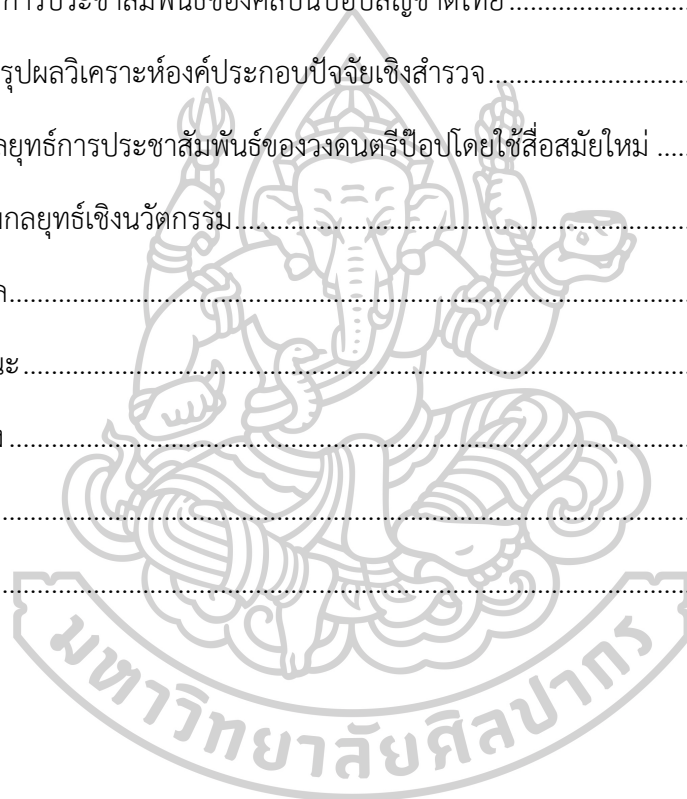 การประชาสัมพันธ์ของศิลปินป๊อปสัญชาติไทย
รุปผลวิเคราะห์องค์ประกอบปัจจัยเชิงสำรวจ
ลยุทธ์การประชาสัมพันธ์ของวงดนตรีป๊อปโดยใช้สื่อสมัยใหม่
กลยุทธ์เชิงนวัตกรรม
มหาวิทยาลัยศิลปากร